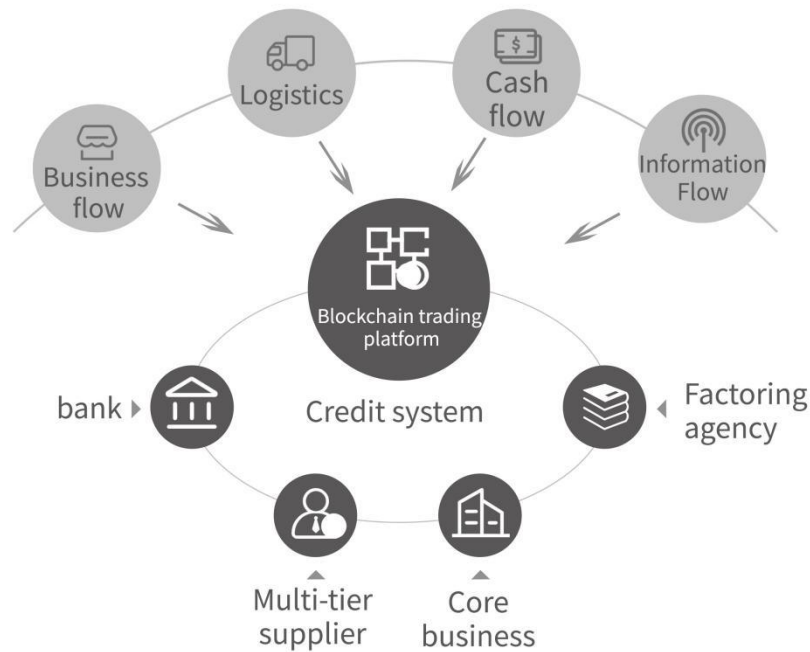 Logistics
Cash
flow
Business
flow
Information
Flow
$
Blockchain trading
platform
bank
Credit system
Factoring
agency
Multi-tier
supplier
Core
business